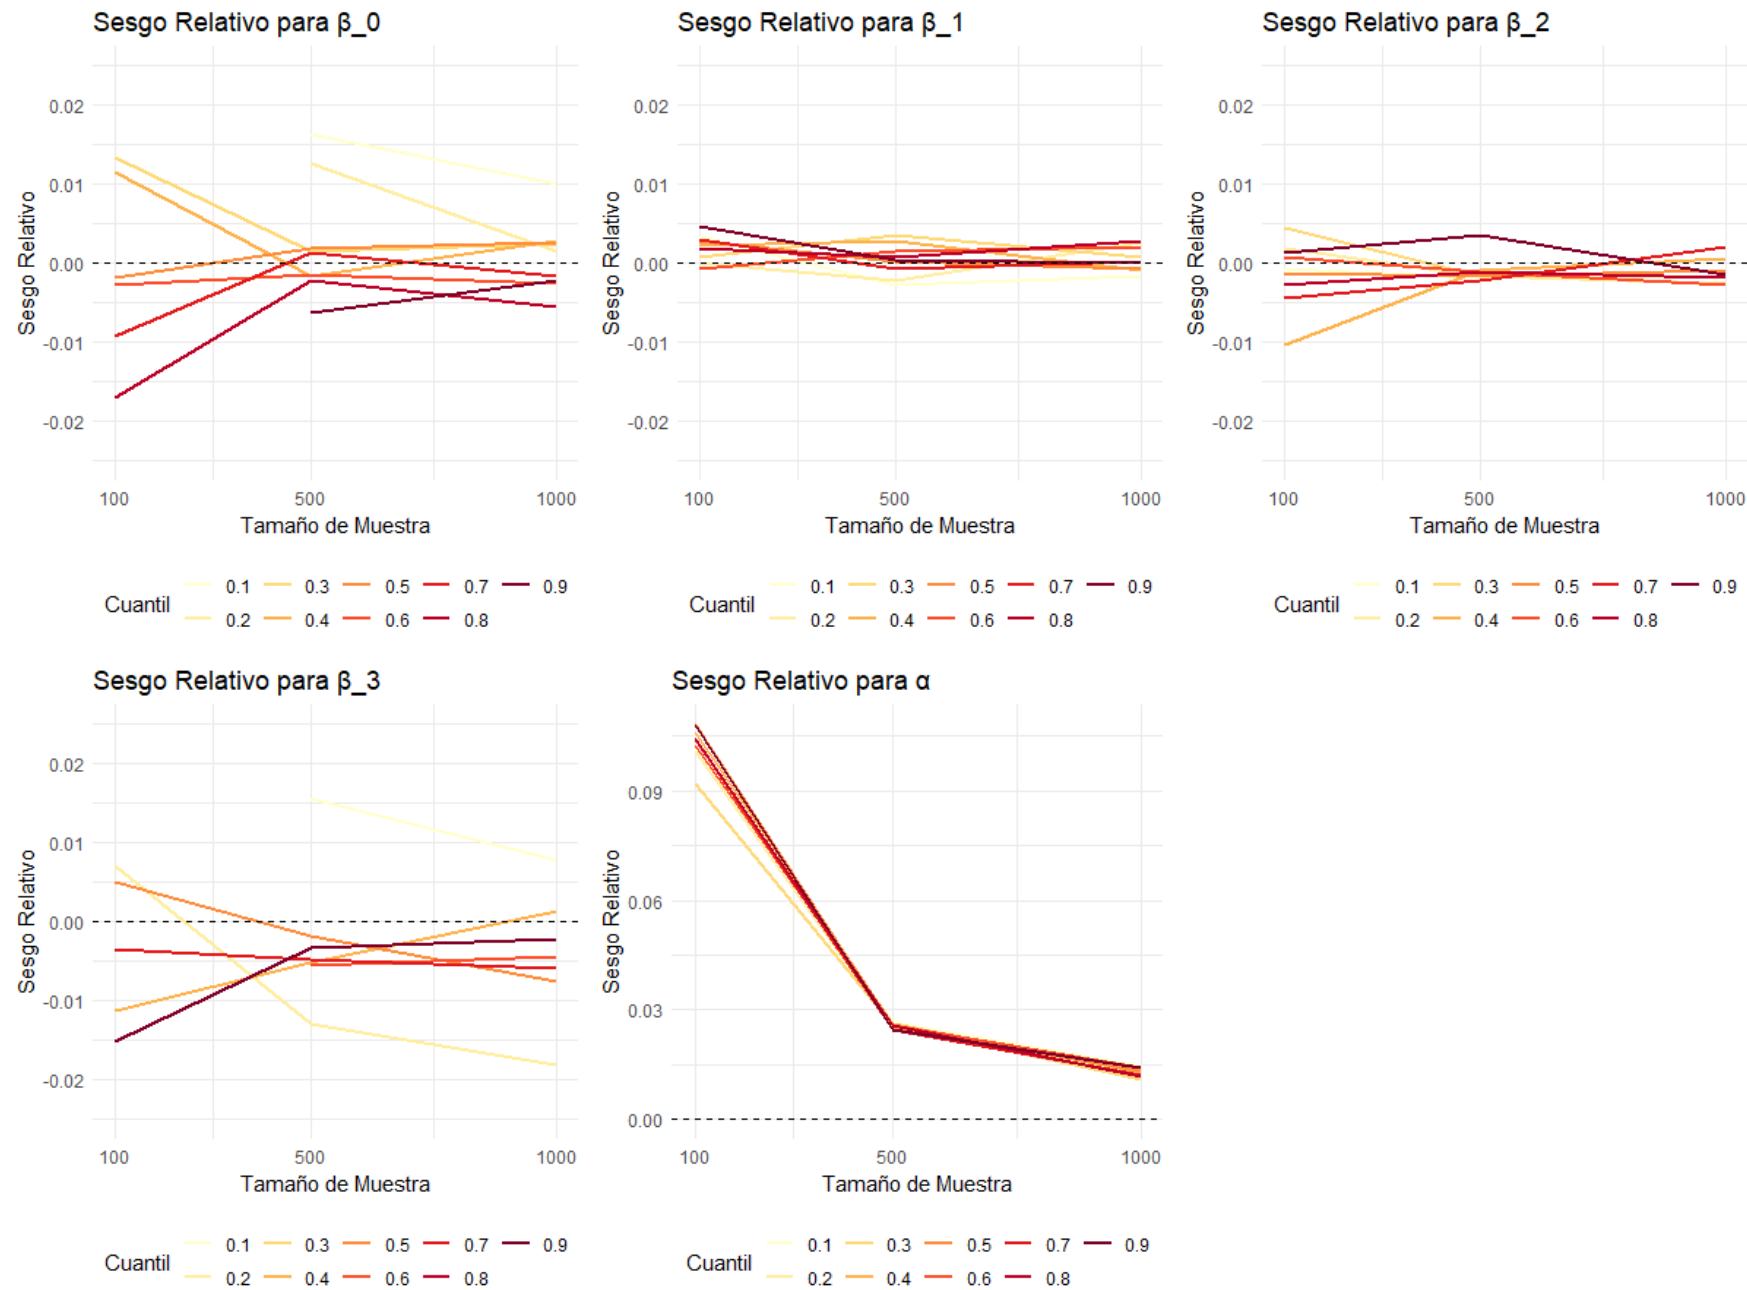 Sesgo Relativo para β_0
Sesgo Relativo
0.02
0.01
0.00
-0.01
-0.02
100 500 1000
Tamaño de Muestra
Cuantil
0.1 0.3 0.5 0.7 0.9
0.2 0.4 0.6 0.8
Sesgo Relativo para β_1
Sesgo Relativo
0.02
0.01
0.00
-0.01
-0.02
100 500 1000
Tamaño de Muestra
Cuantil
0.1 0.3 0.5 0.7 0.9
0.2 0.4 0.6 0.8
Sesgo Relativo para β_2
Sesgo Relativo
0.02
0.01
0.00
-0.01
-0.02
100 500 1000
Tamaño de Muestra
Cuantil
0.1 0.3 0.5 0.7 0.9
0.2 0.4 0.6 0.8
Sesgo Relativo para β_3
Sesgo Relativo
0.02
0.01
0.00
-0.01
-0.02
100 500 1000
Tamaño de Muestra
Cuantil
0.1 0.3 0.5 0.7 0.9
0.2 0.4 0.6 0.8
Sesgo Relativo para α
Sesgo Relativo
0.09
0.06
0.03
0.00
100 500 1000
Tamaño de Muestra
Cuantil
0.1 0.3 0.5 0.7 0.9
0.2 0.4 0.6 0.8